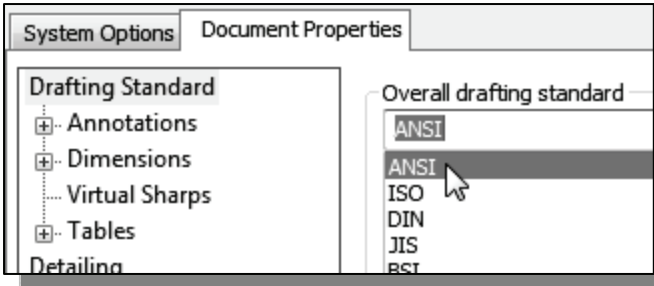 System Options
Document Properties
Drafting Standard
Annotations
Dimensions
Virtual Sharps
Tables
Detailing
Overall drafting standard
ANSI
ANSI
ISO
DIN
JIS
BSI